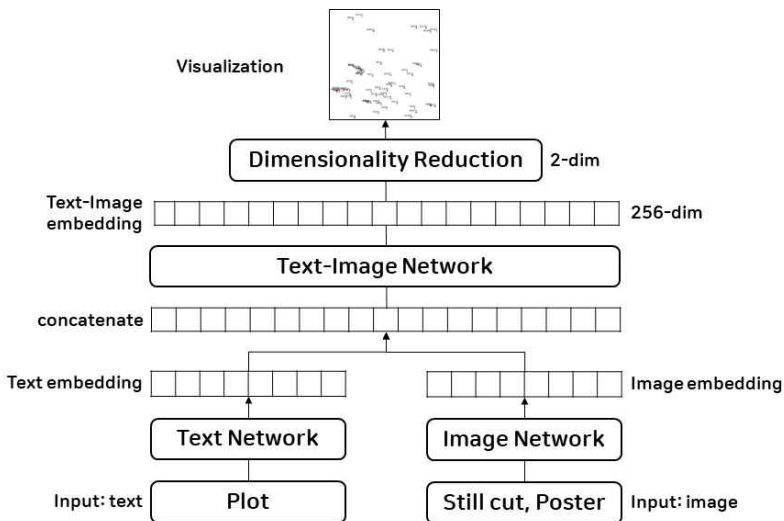 Visualization
Dimensionality Reduction 2-dim
Text-Image
embedding
256-dim
Text-Image Network
concatenate
Text embedding
Image embedding
Text Network
Image Network
Input: text
Plot
Still cut, Poster
Input: image